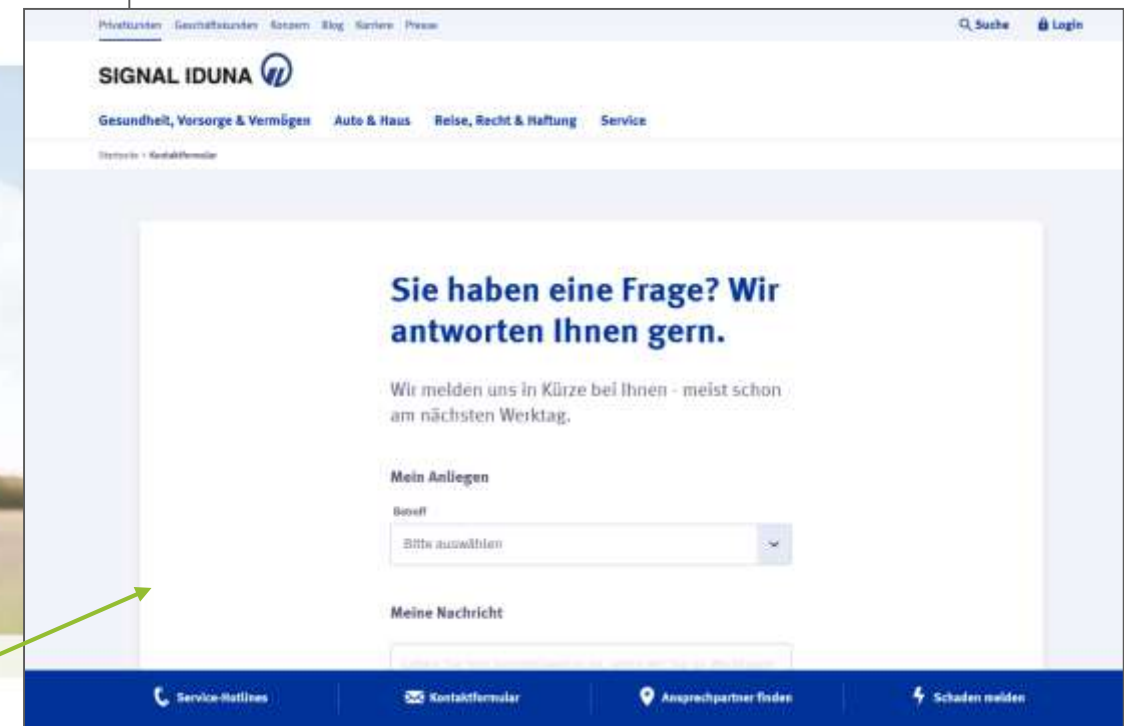 Privatkunden Geschäftskunden Konzern Blog Karriere Presse
Suche Login
SIGNAL IDUNA
Gesundheit, Vorsorge & Vermögen Auto & Haus Reise, Recht & Haftung Service
Startseite › Kontaktformular
Sie haben eine Frage? Wir
antworten Ihnen gern.
Wir melden uns in Kürze bei Ihnen - meist schon
am nächsten Werktag.
Mein Anliegen
Betreff
Bitte auswählen
Meine Nachricht
Service-Hotlines Kontaktformular Ansprechpartner finden Schaden melden